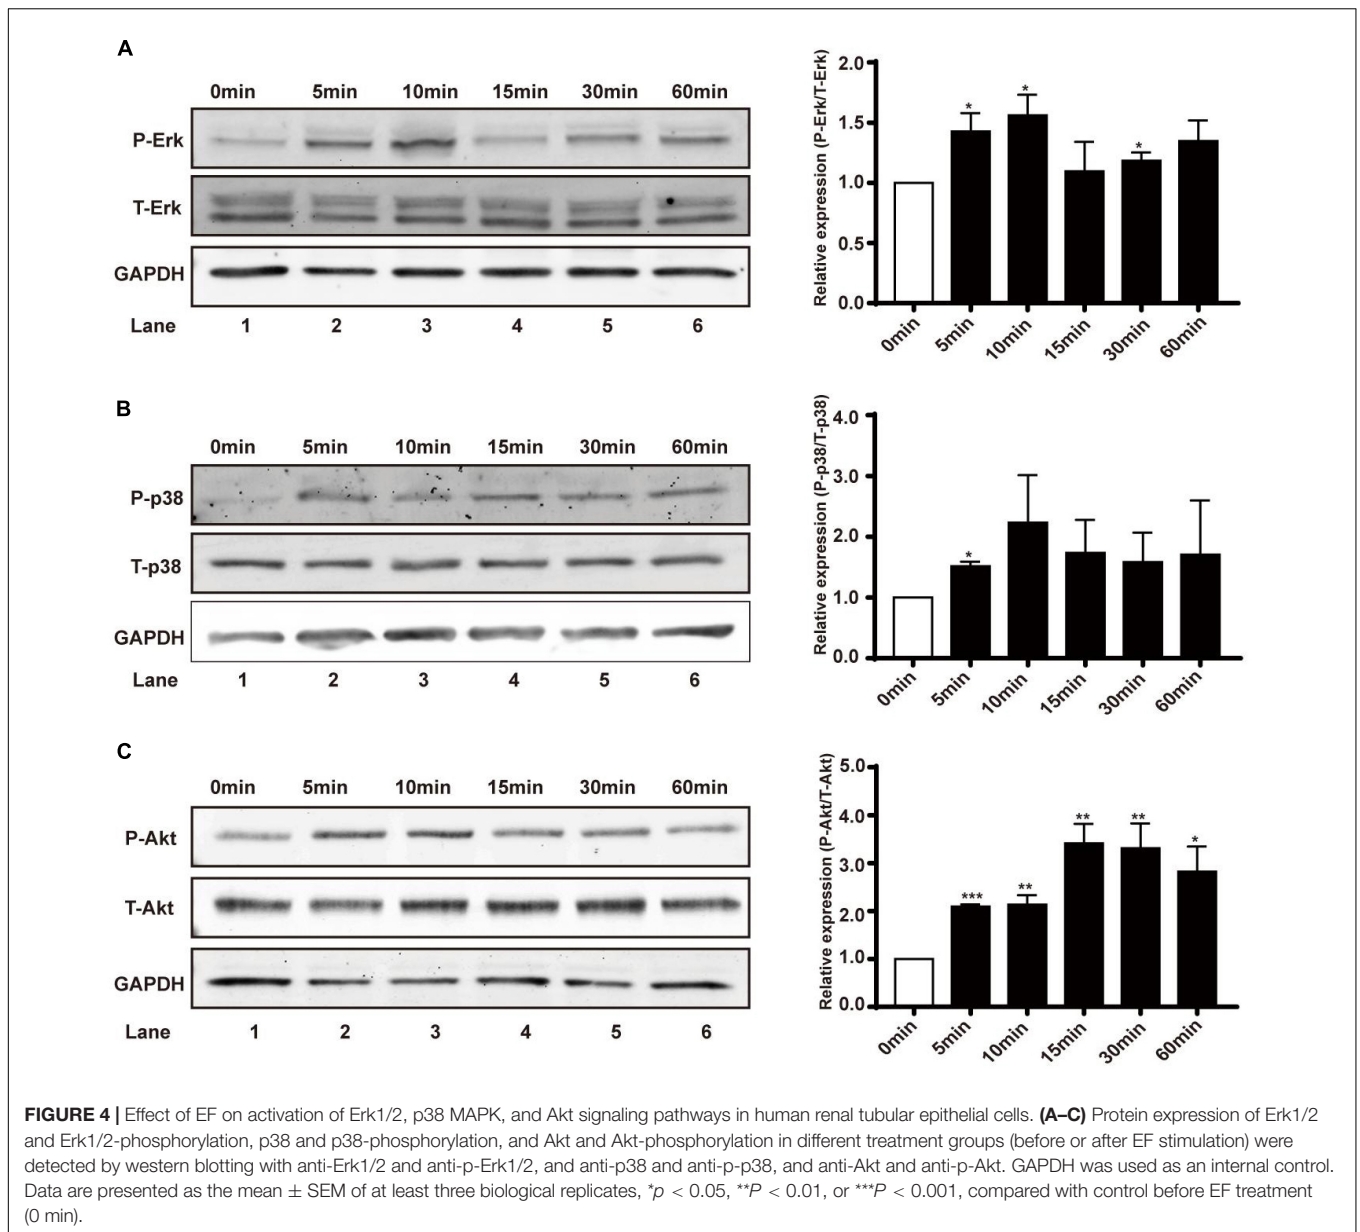 A
0min 5min 10min 15min 30min 60min
P-Erk
T-Erk
GAPDH
Lane 1 2 3 4 5 6
Relative expression (P-Erk/T-Erk)
2.0
1.5
1.0
0.5
0.0
* * *
0min 5min 10min 15min 30min 60min
B
0min 5min 10min 15min 30min 60min
P-p38
T-p38
GAPDH
Lane 1 2 3 4 5 6
Relative expression (P-p38/T-p38)
4.0
3.0
2.0
1.0
0.0
*
0min 5min 10min 15min 30min 60min
C
0min 5min 10min 15min 30min 60min
P-Akt
T-Akt
GAPDH
Lane 1 2 3 4 5 6
Relative expression (P-Akt/T-Akt)
5.0
4.0
3.0
2.0
1.0
0.0
*** ** ** ** *
0min 5min 10min 15min 30min 60min
FIGURE 4 | Effect of EF on activation of Erk1/2, p38 MAPK, and Akt signaling pathways in human renal tubular epithelial cells. (A–C) Protein expression of Erk1/2
and Erk1/2-phosphorylation, p38 and p38-phosphorylation, and Akt and Akt-phosphorylation in different treatment groups (before or after EF stimulation) were
detected by western blotting with anti-Erk1/2 and anti-p-Erk1/2, and anti-p38 and anti-p-p38, and anti-Akt and anti-p-Akt. GAPDH was used as an internal control.
Data are presented as the mean ± SEM of at least three biological replicates, *p < 0.05, **P < 0.01, or ***P < 0.001, compared with control before EF treatment
(0 min).